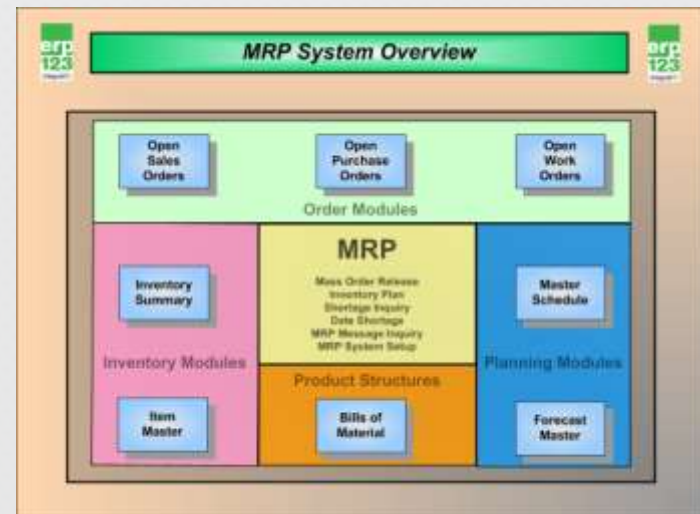 erp
123
MRP System Overview
erp
123
Open
Sales
Orders
Open
Purchase
Orders
Open
Work
Orders
Order Modules
Inventory
Summary
MRP
Mass Order Release
Inventory Plan
Shortage Inquiry
Date Shortage
MRP Message Inquiry
MRP System Setup
Master
Schedule
Inventory Modules
Planning Modules
Product Structures
Item
Master
Bills of
Material
Forecast
Master